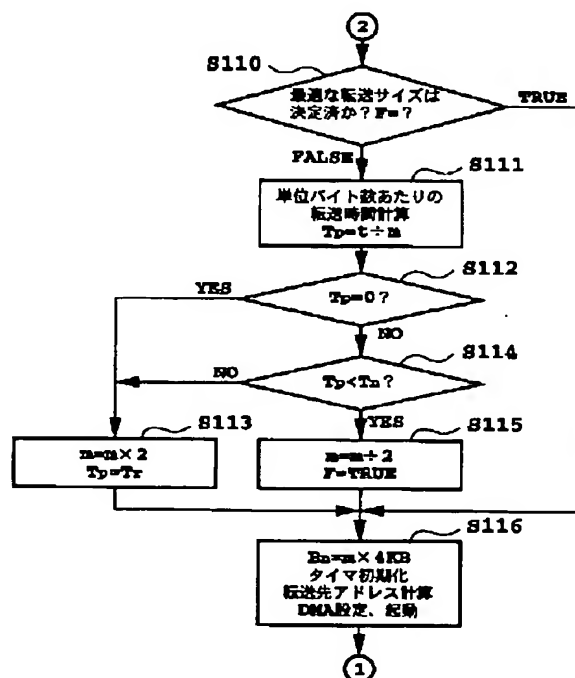 2
S110
最適な転送サイズは
決定済か？F=？
TRUE
FALSE
S111
単位バイト数あたりの
転送時間計算
Tn=t÷m
S112
Tp=0？
YES
NO
S114
Tp<Tn？
NO
YES
S113
m=m×2
Tp=Tr
S115
m=m÷2
F=TRUE
S116
Bn=m×4KB
タイマ初期化
転送先アドレス計算
DMA設定、起動
1